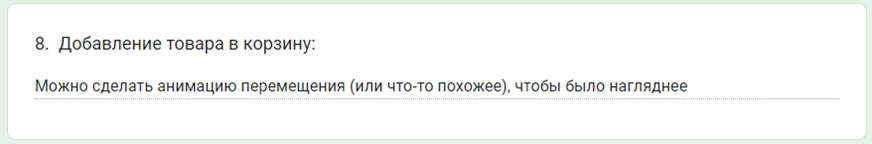 8. Добавление товара в корзину:
Можно сделать анимацию перемещения (или что-то похожее), чтобы было нагляднее